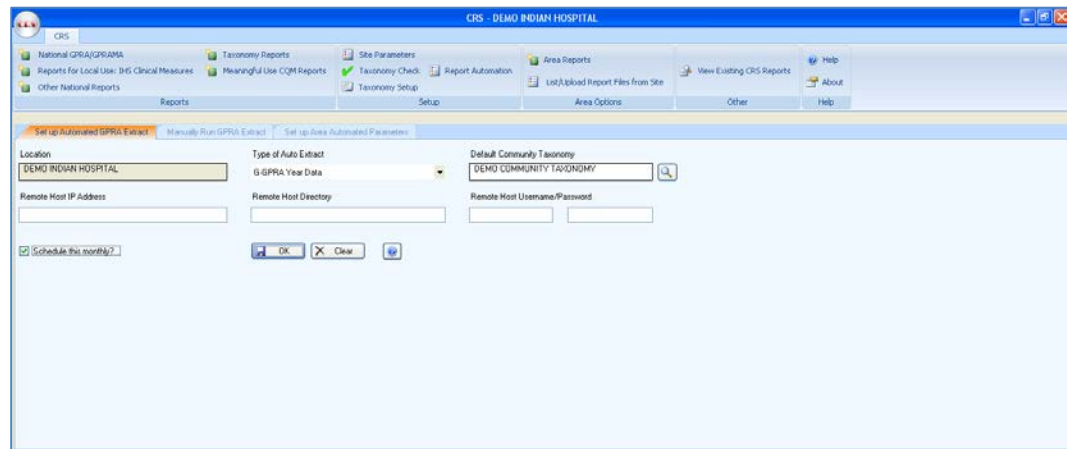 CRS - DEMO INDIAN HOSPITAL
CRS
National GPRA/GPRAMA
Reports for Local Use: IHS Clinical Measures
Other National Reports
Taxonomy Reports
Meaningful Use CQM Reports
Reports
Site Parameters
Taxonomy Check
Taxonomy Setup
Report Automation
Setup
Area Reports
List/Upload Report Files from Site
Area Options
View Existing CRS Reports
Other
Help
About
Help
Set up Automated GPRA Extract
Manually Run GPRA Extract
Set up Area Automated Parameters
Location
Type of Auto Extract
Default Community Taxonomy
DEMO INDIAN HOSPITAL
G-GPRA Year Data
DEMO COMMUNITY TAXONOMY
Remote Host IP Address
Remote Host Directory
Remote Host Username/Password
Schedule this monthly?
OK
Clear